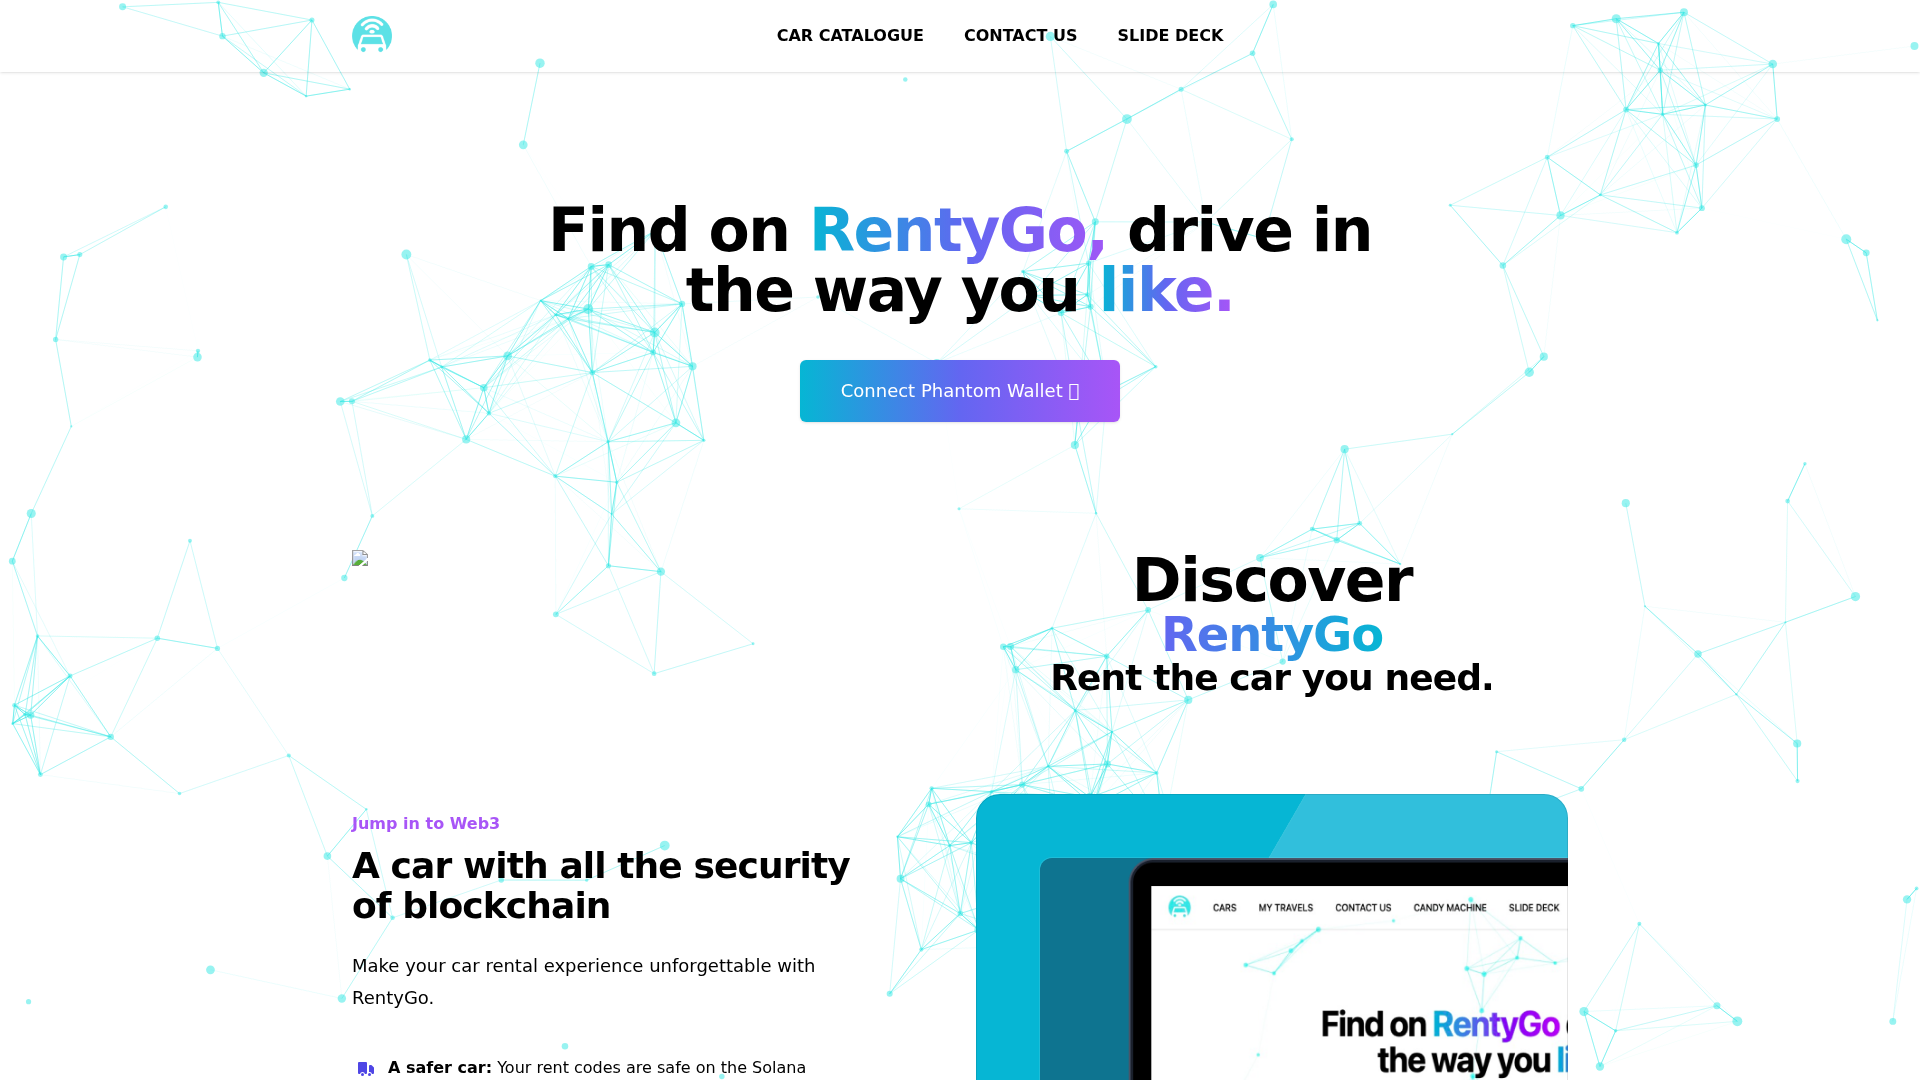 CAR CATALOGUE
CONTACT US
SLIDE DECK
Find on RentyGo, drive in
the way you like.
Connect Phantom Wallet
Discover
RentyGo
Rent the car you need.
Jump in to Web3
A car with all the security
of blockchain
Make your car rental experience unforgettable with
RentyGo.
A safer car: Your rent codes are safe on the Solana
CARS
MY TRAVELS
CONTACT US
CANDY MACHINE
SLIDE DECK
Find on RentyGo
the way you li